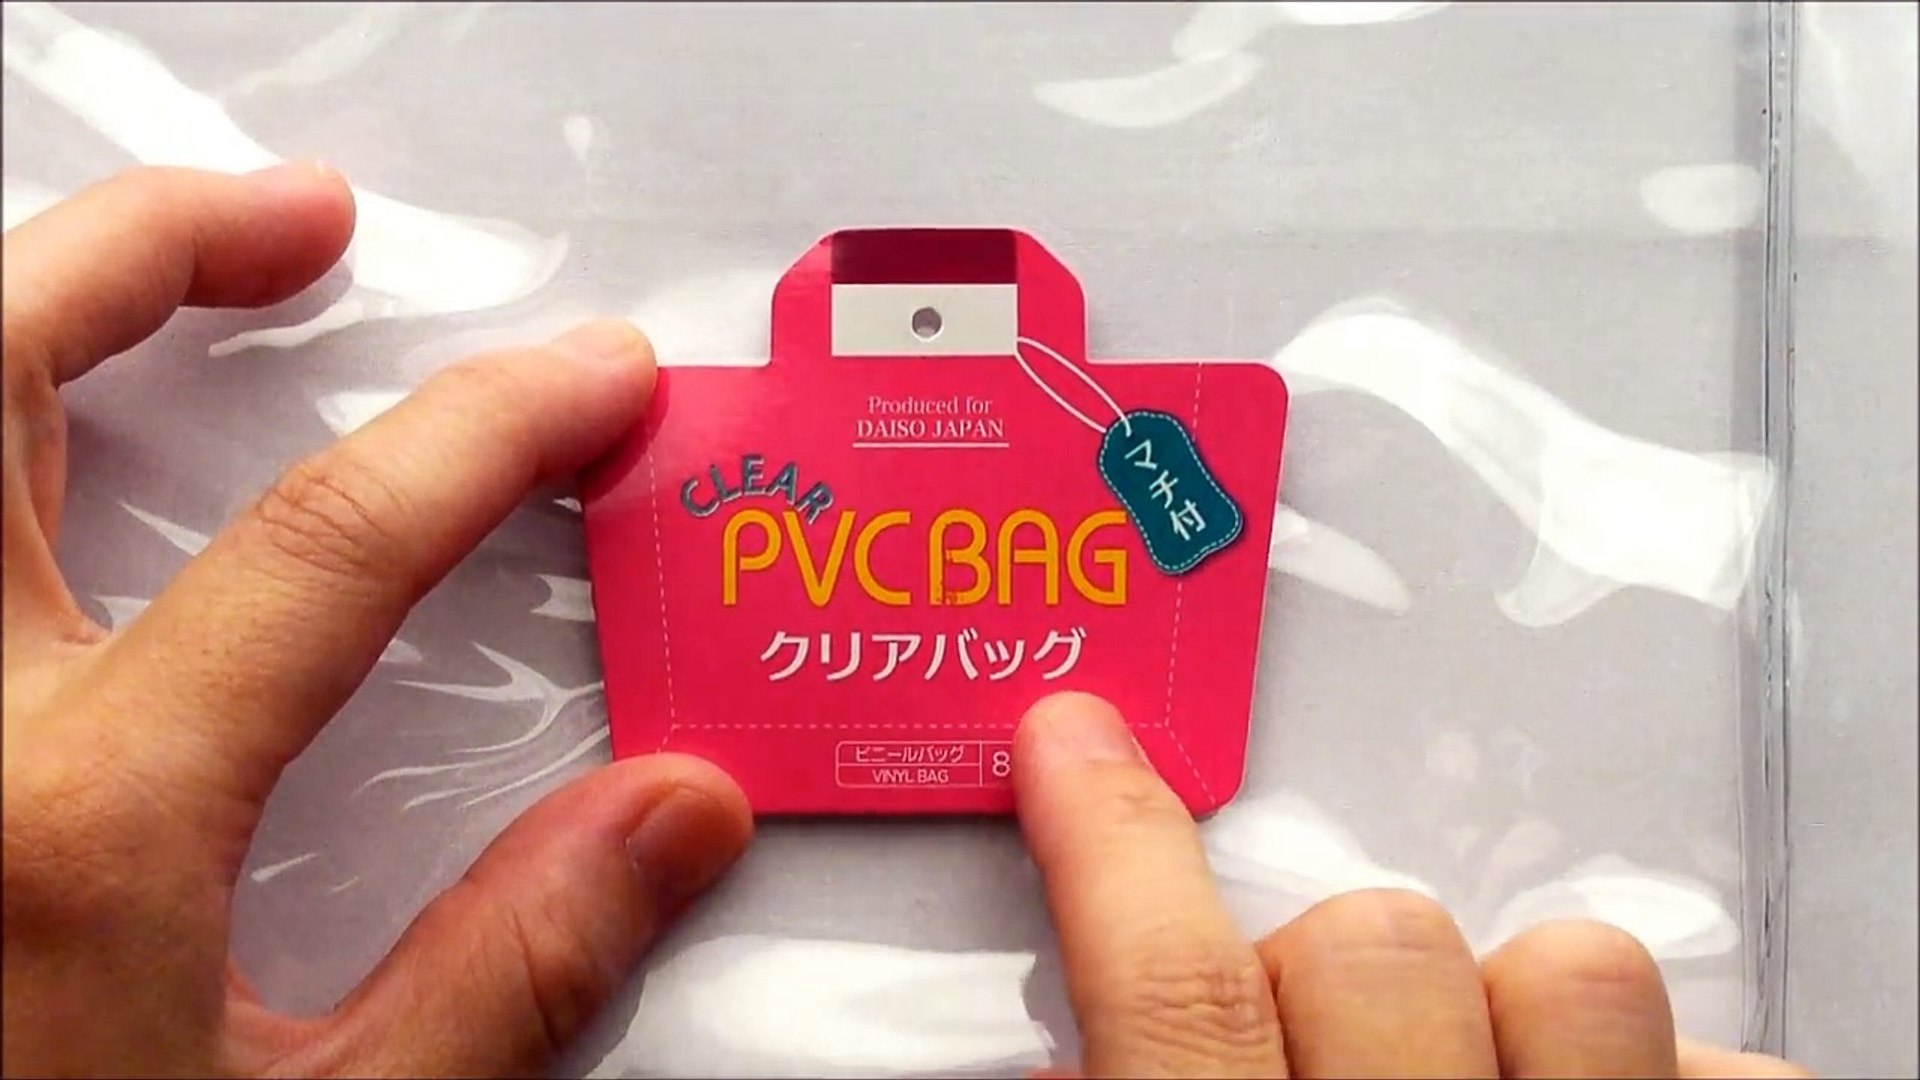 Produced for
DAISO JAPAN
マチ付
CLEAR
PVC BAG
クリアバッグ
ビニールバッグ
VINYL BAG
8